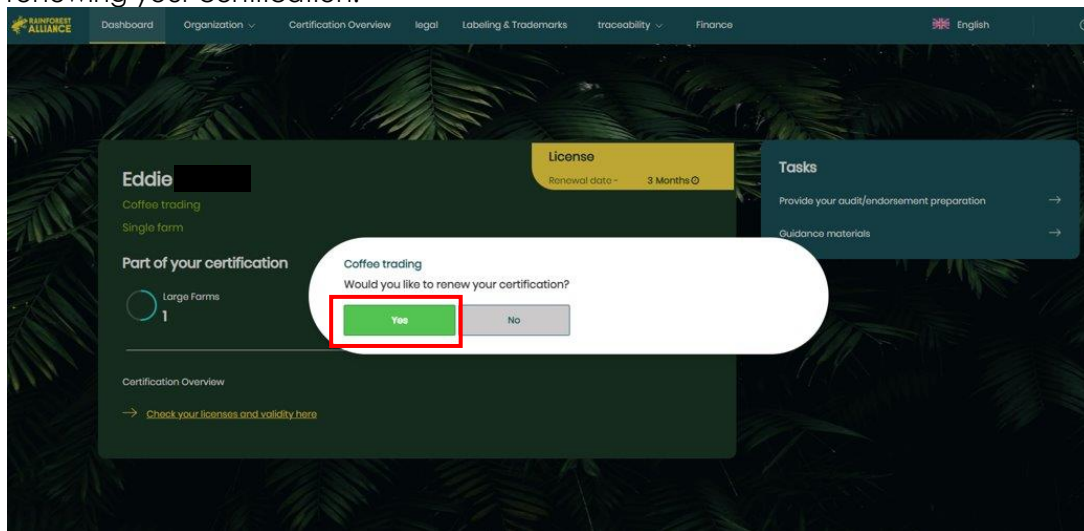 renewing your certification.
RAINFOREST
ALLIANCE
Dashboard Organization Certification Overview legal Labeling & Trademarks traceability Finance English
License
Renewal date - 3 Months
Eddie
Coffee trading
Single farm
Tasks
Provide your audit/endorsement preparation
Guidance materials
Part of your certification
Large Farms
1
Coffee trading
Would you like to renew your certification?
Yes No
Certification Overview
Check your licenses and validity here